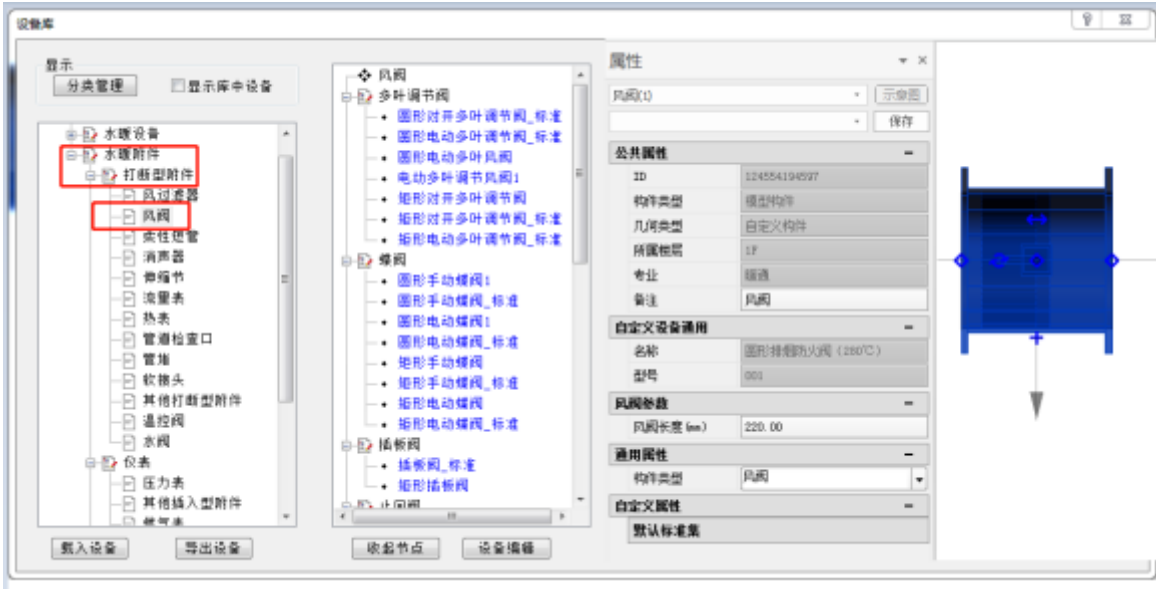 设备库
显示
分类管理
显示库中设备
水暖设备
水暖附件
打断型附件
风过滤器
风阀
柔性短管
消声器
伸缩节
流量表
热表
管道检查口
管堵
软接头
其他打断型附件
温控阀
水阀
仪表
压力表
其他插入型附件
燃气表
载入设备
导出设备
风阀
多叶调节阀
圆形对开多叶调节阀_标准
圆形电动多叶调节阀_标准
圆形电动多叶风阀
电动多叶调节风阀1
矩形对开多叶调节阀
矩形对开多叶调节阀_标准
矩形电动多叶调节阀_标准
蝶阀
圆形手动蝶阀1
圆形手动蝶阀_标准
圆形电动蝶阀1
圆形电动蝶阀_标准
矩形手动蝶阀
矩形手动蝶阀_标准
矩形电动蝶阀
矩形电动蝶阀_标准
插板阀
插板阀_标准
矩形插板阀
止回阀
收起节点
设备编辑
属性
风阀(1)
示意图
保存
公共属性
ID
124554194597
构件类型
模型构件
几何类型
自定义构件
所属楼层
1F
专业
暖通
备注
风阀
自定义设备通用
名称
圆形排烟防火阀（280℃）
型号
001
风阀参数
风阀长度(mm)
220.00
通用属性
构件类型
风阀
自定义属性
默认标准集